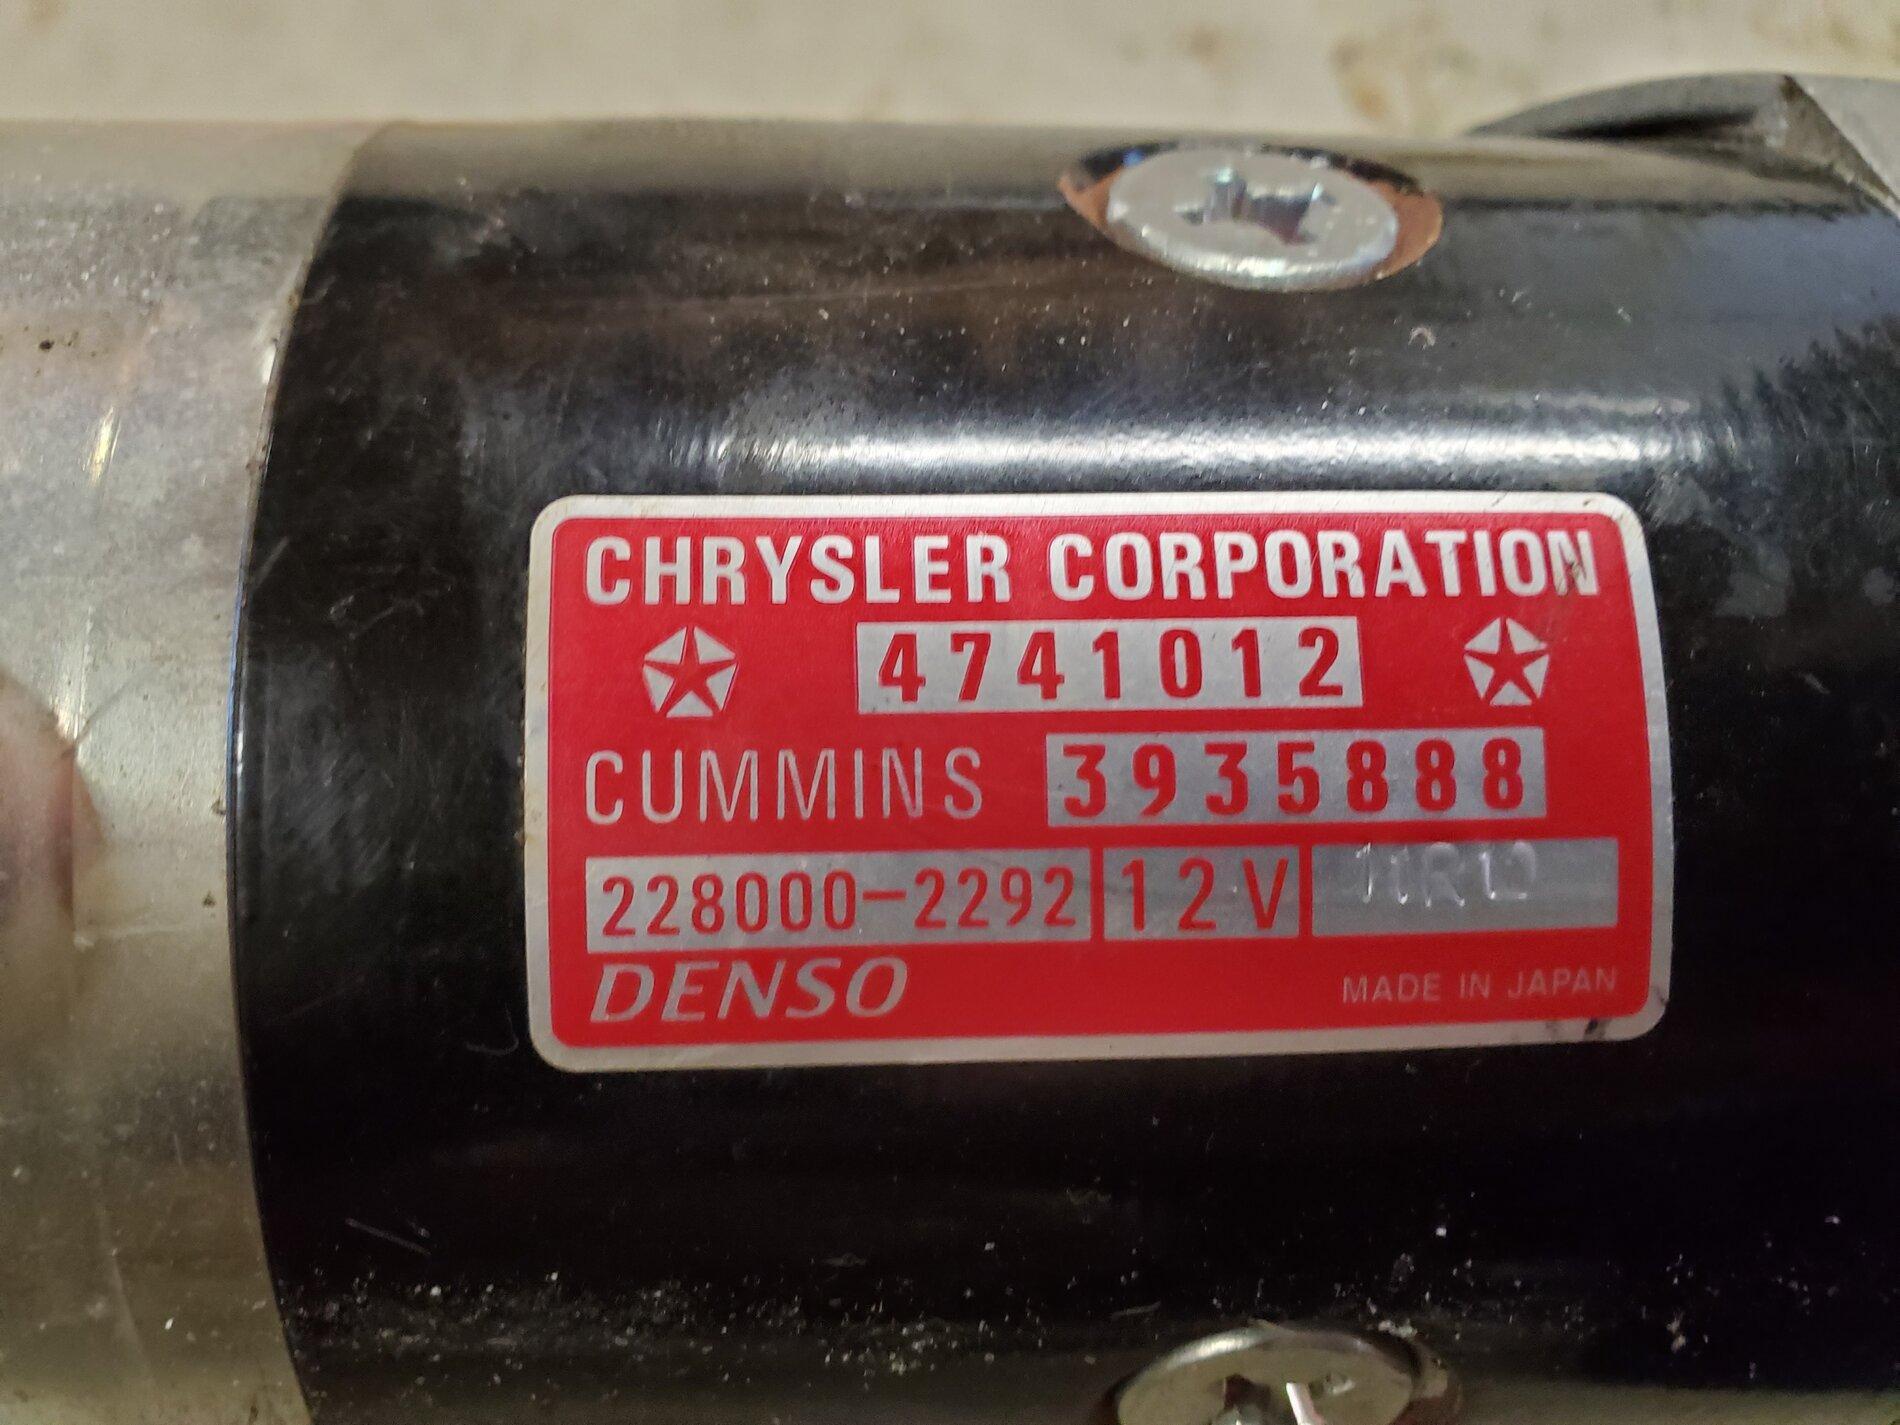 CHRYSLER CORPORATION
4741012
CUMMINS 3935888
228000-2292 12V
DENSO MADE IN JAPAN